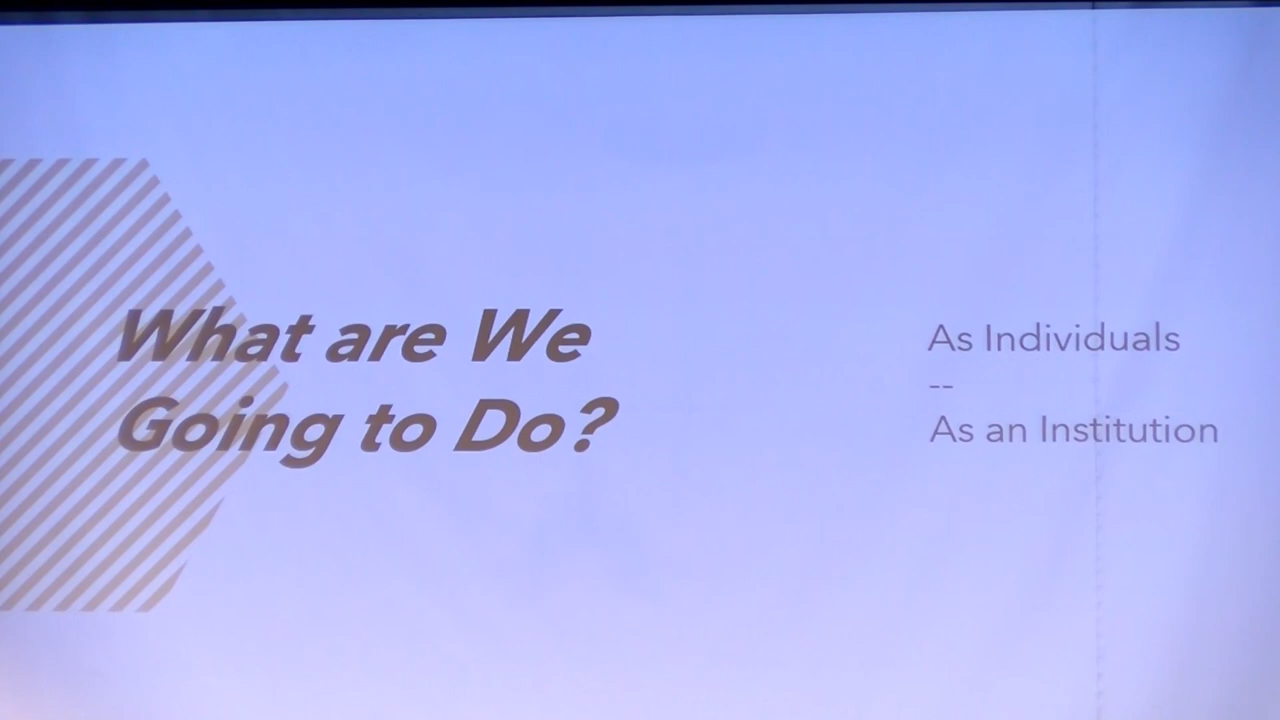 What are We
Going to Do?
As Individuals
--
As an Institution